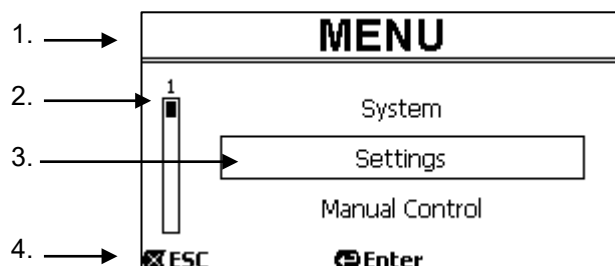 1. MENU
2. 1
System
3. Settings
Manual Control
4. ESC Enter